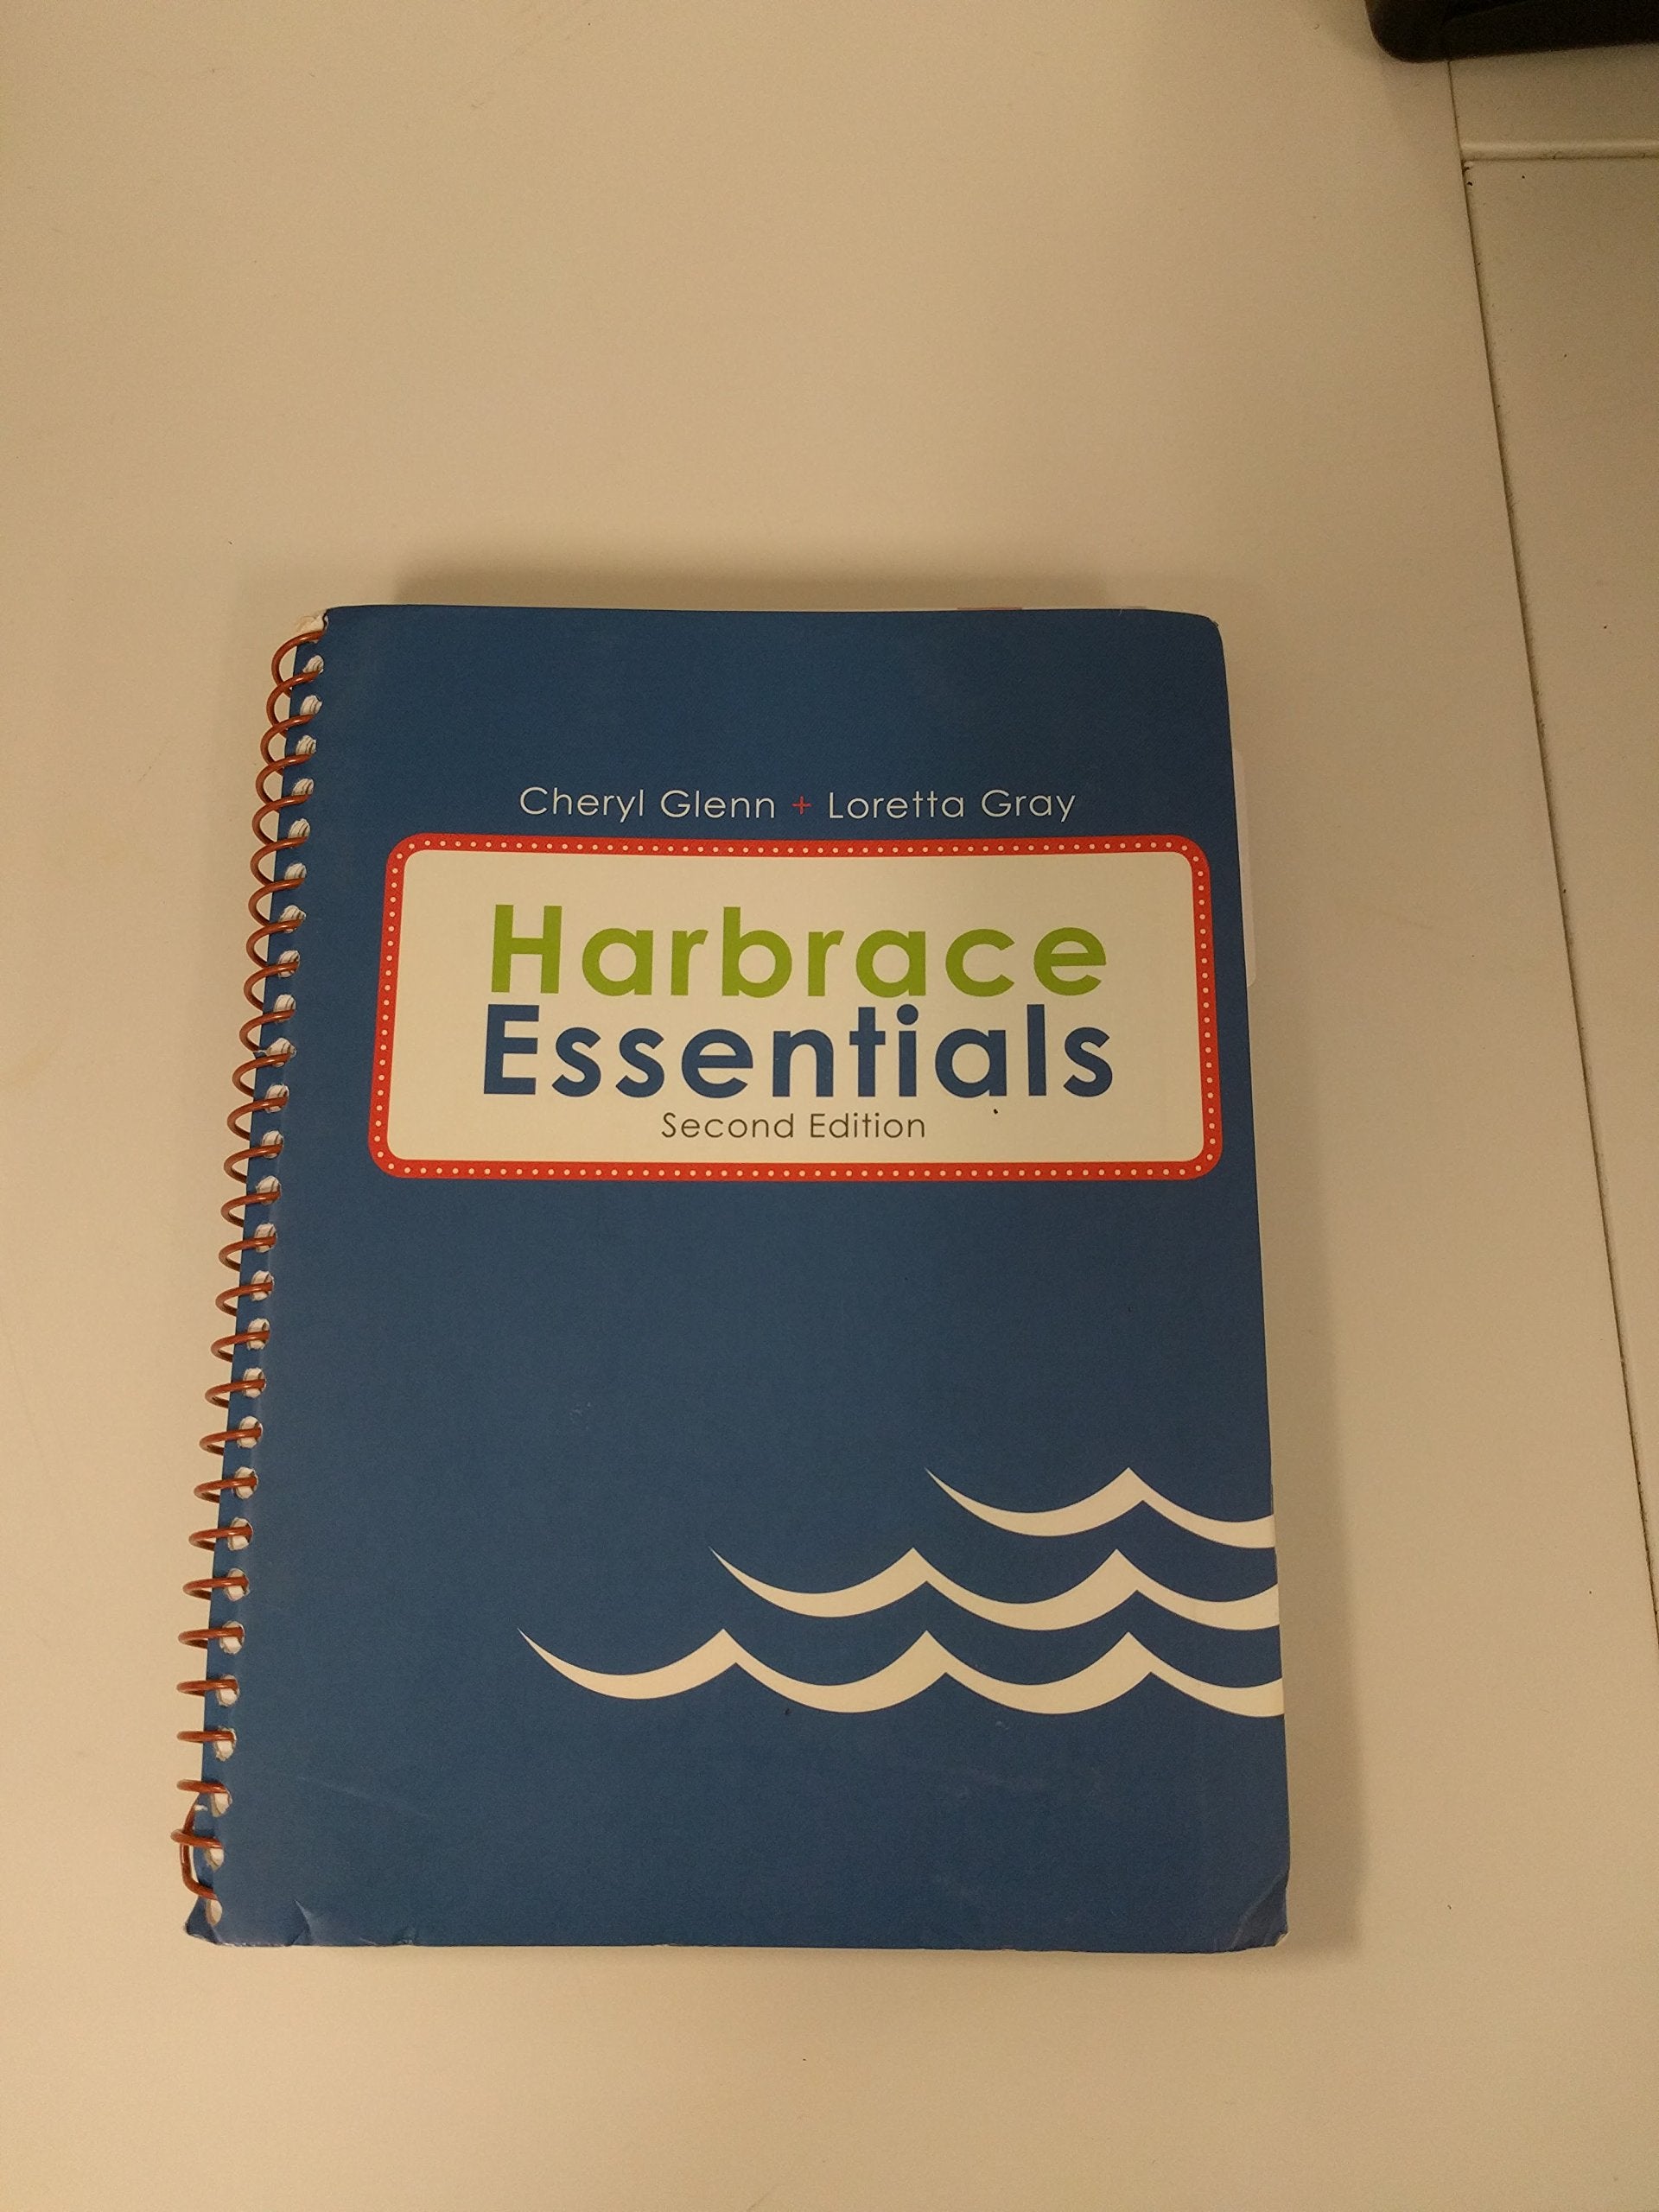 Cheryl Glenn + Loretta Gray
Harbrace
Essentials
Second Edition